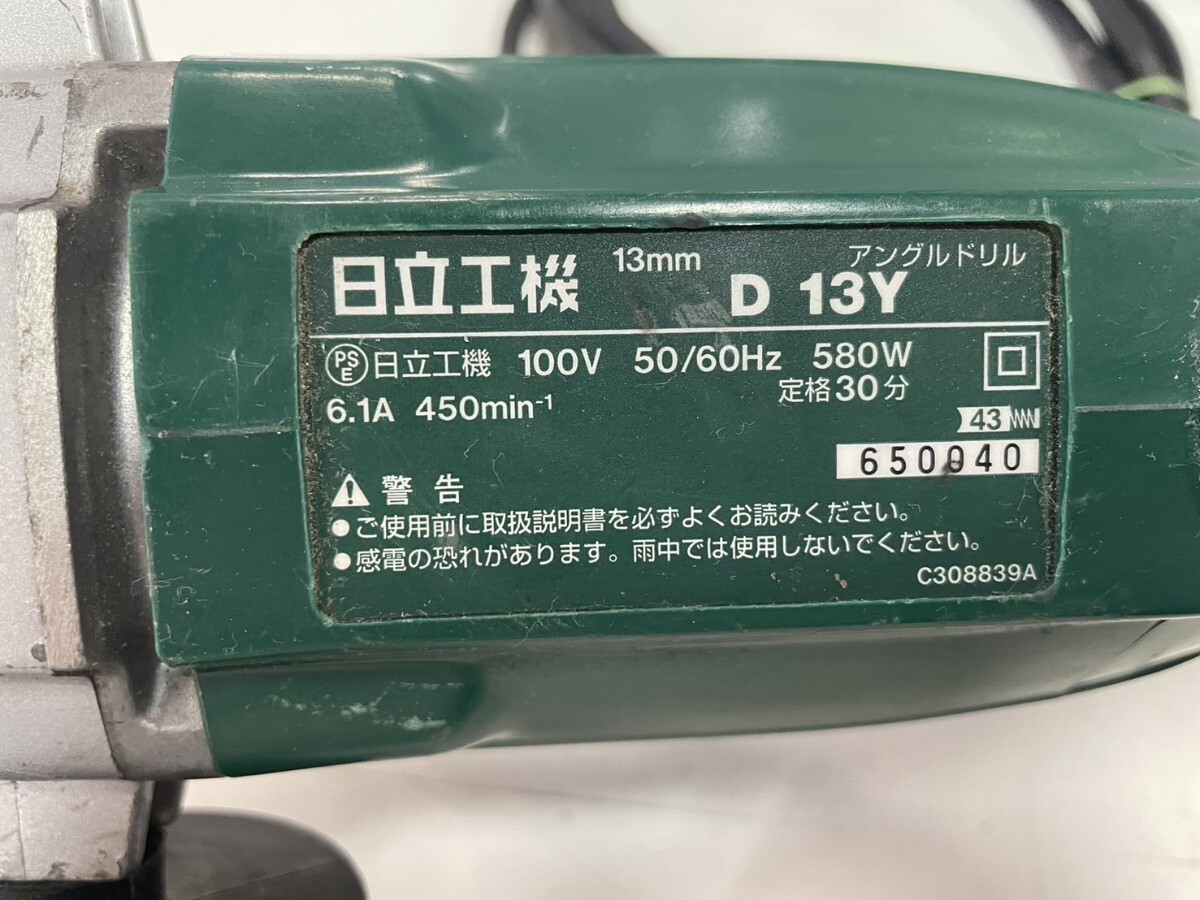 日立工機 13mm D 13Y アングルドリル
PSE 日立工機 100V 50/60Hz 580W
定格30分
6.1A 450min⁻¹
43
650040
警告
●ご使用前に取扱説明書を必ずよくお読みください。
●感電の恐れがあります。雨中では使用しないでください。
C308839A